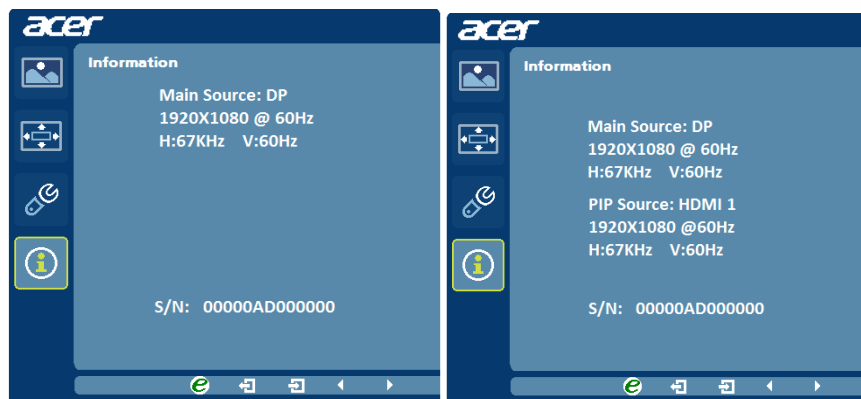 acer
Information
Main Source: DP
1920X1080 @ 60Hz
H:67KHz V:60Hz
S/N: 00000AD000000
acer
Information
Main Source: DP
1920X1080 @ 60Hz
H:67KHz V:60Hz
PIP Source: HDMI 1
1920X1080 @60Hz
H:67KHz V:60Hz
S/N: 00000AD000000